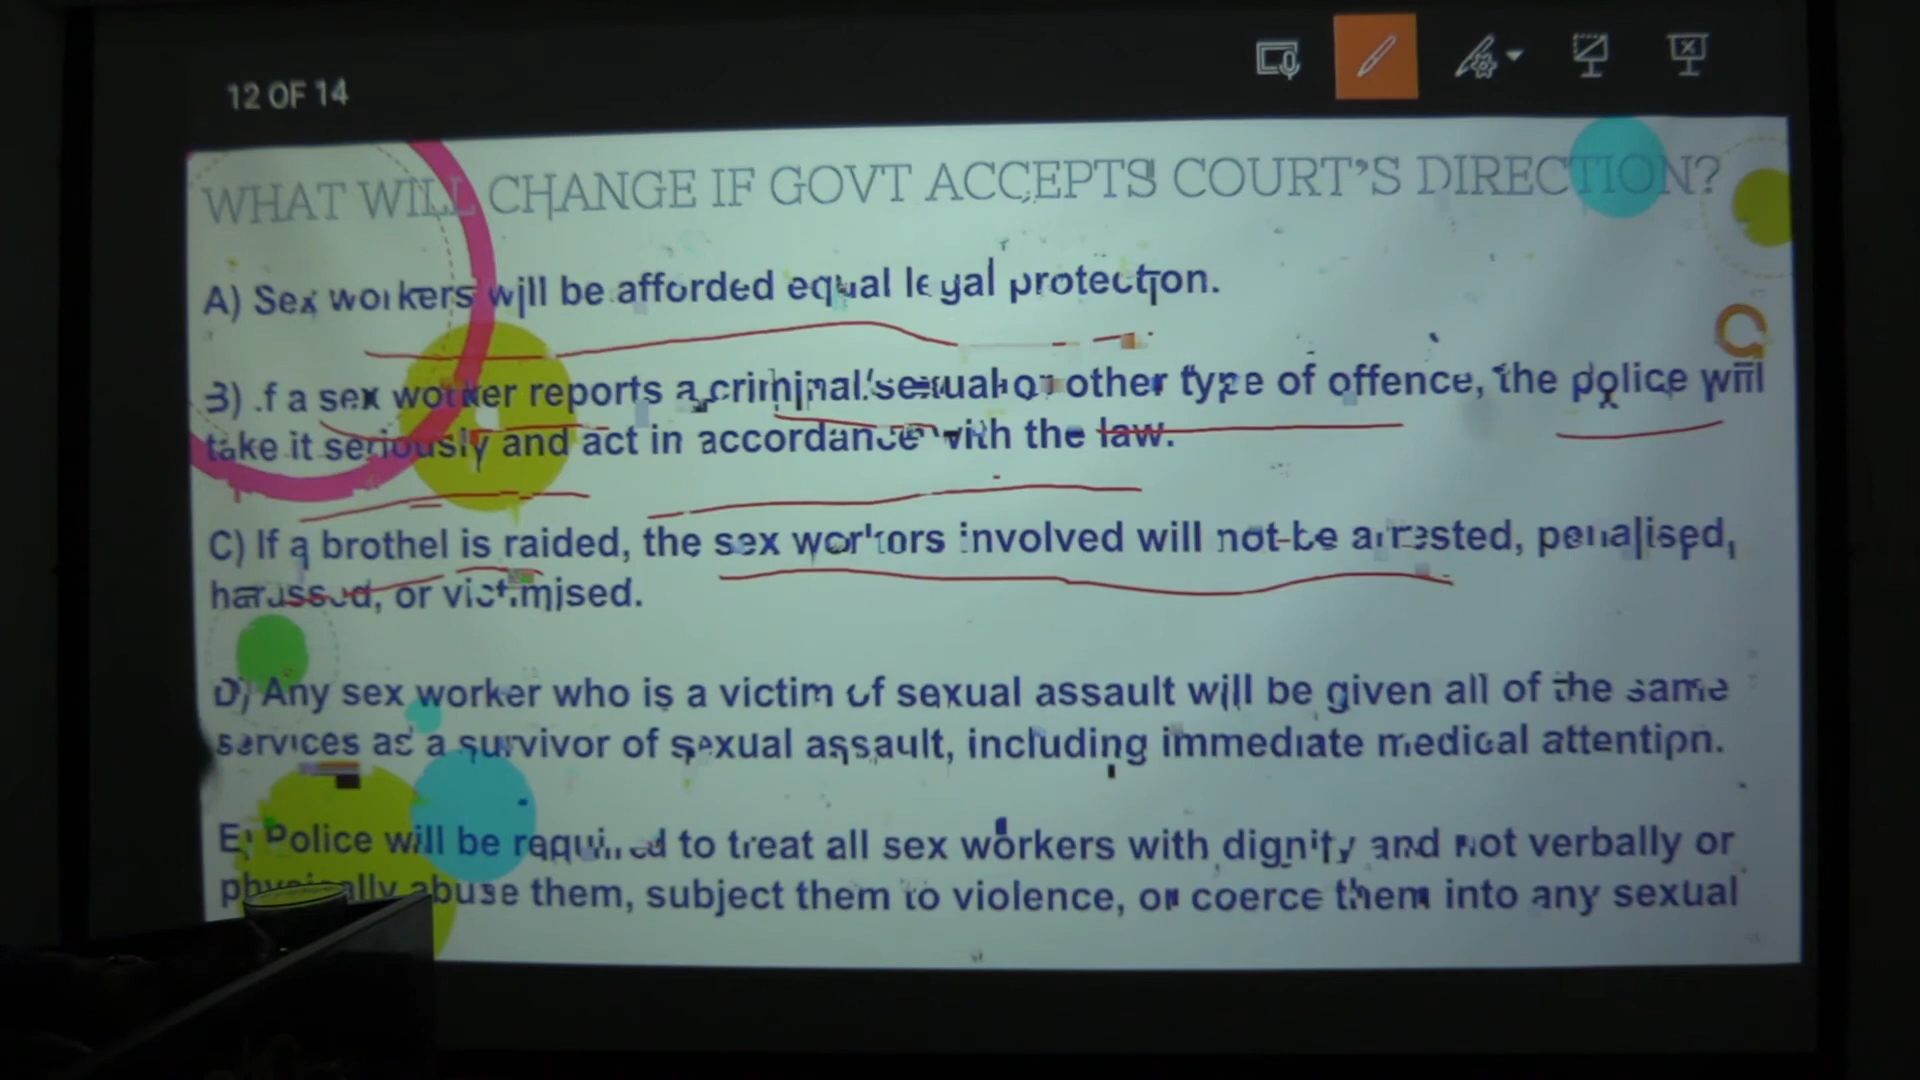 12 OF 14
WHAT WILL CHANGE IF GOVT ACCEPTS COURT'S DIRECTION?
A) Sex workers will be afforded equal legal protection.
B) If a sex worker reports a criminal/sexual or other type of offence, the police will
take it seriously and act in accordance with the law.
C) If a brothel is raided, the sex workers involved will not be arrested, penalised,
harassed, or victimised.
D) Any sex worker who is a victim of sexual assault will be given all of the same
services as a survivor of sexual assault, including immediate medical attention.
E) Police will be required to treat all sex workers with dignity and not verbally or
physically abuse them, subject them to violence, or coerce them into any sexual